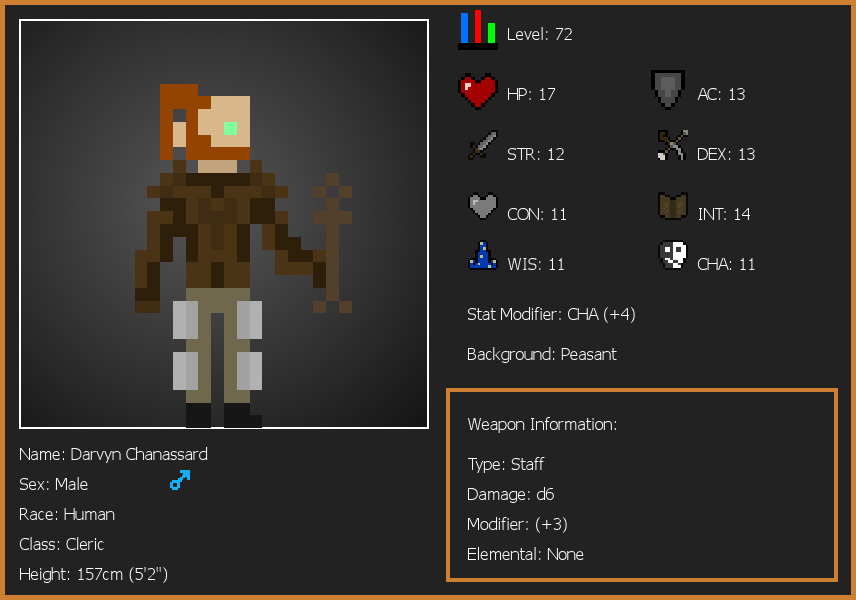 Level: 72
HP: 17
AC: 13
STR: 12
DEX: 13
CON: 11
INT: 14
WIS: 11
CHA: 11
Stat Modifier: CHA (+4)
Background: Peasant
Weapon Information:
Type: Staff
Damage: d6
Modifier: (+3)
Elemental: None
Name: Darvyn Chanassard
Sex: Male
Race: Human
Class: Cleric
Height: 157cm (5'2")